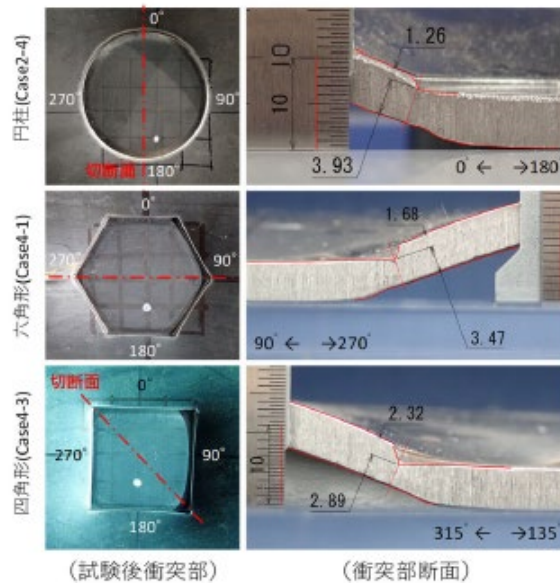 円柱(Case2-4)
0°
270°
90°
180°
切断面
10
10
1.26
3.93
0° ← →180
六角形(Case4-1)
0°
270°
90°
180°
1.68
3.47
90° ← →270°
四角形(Case4-3)
切断面
0°
270°
90°
180°
10
2.32
2.89
315° ← →135
(試験後衝突部)
(衝突部断面)